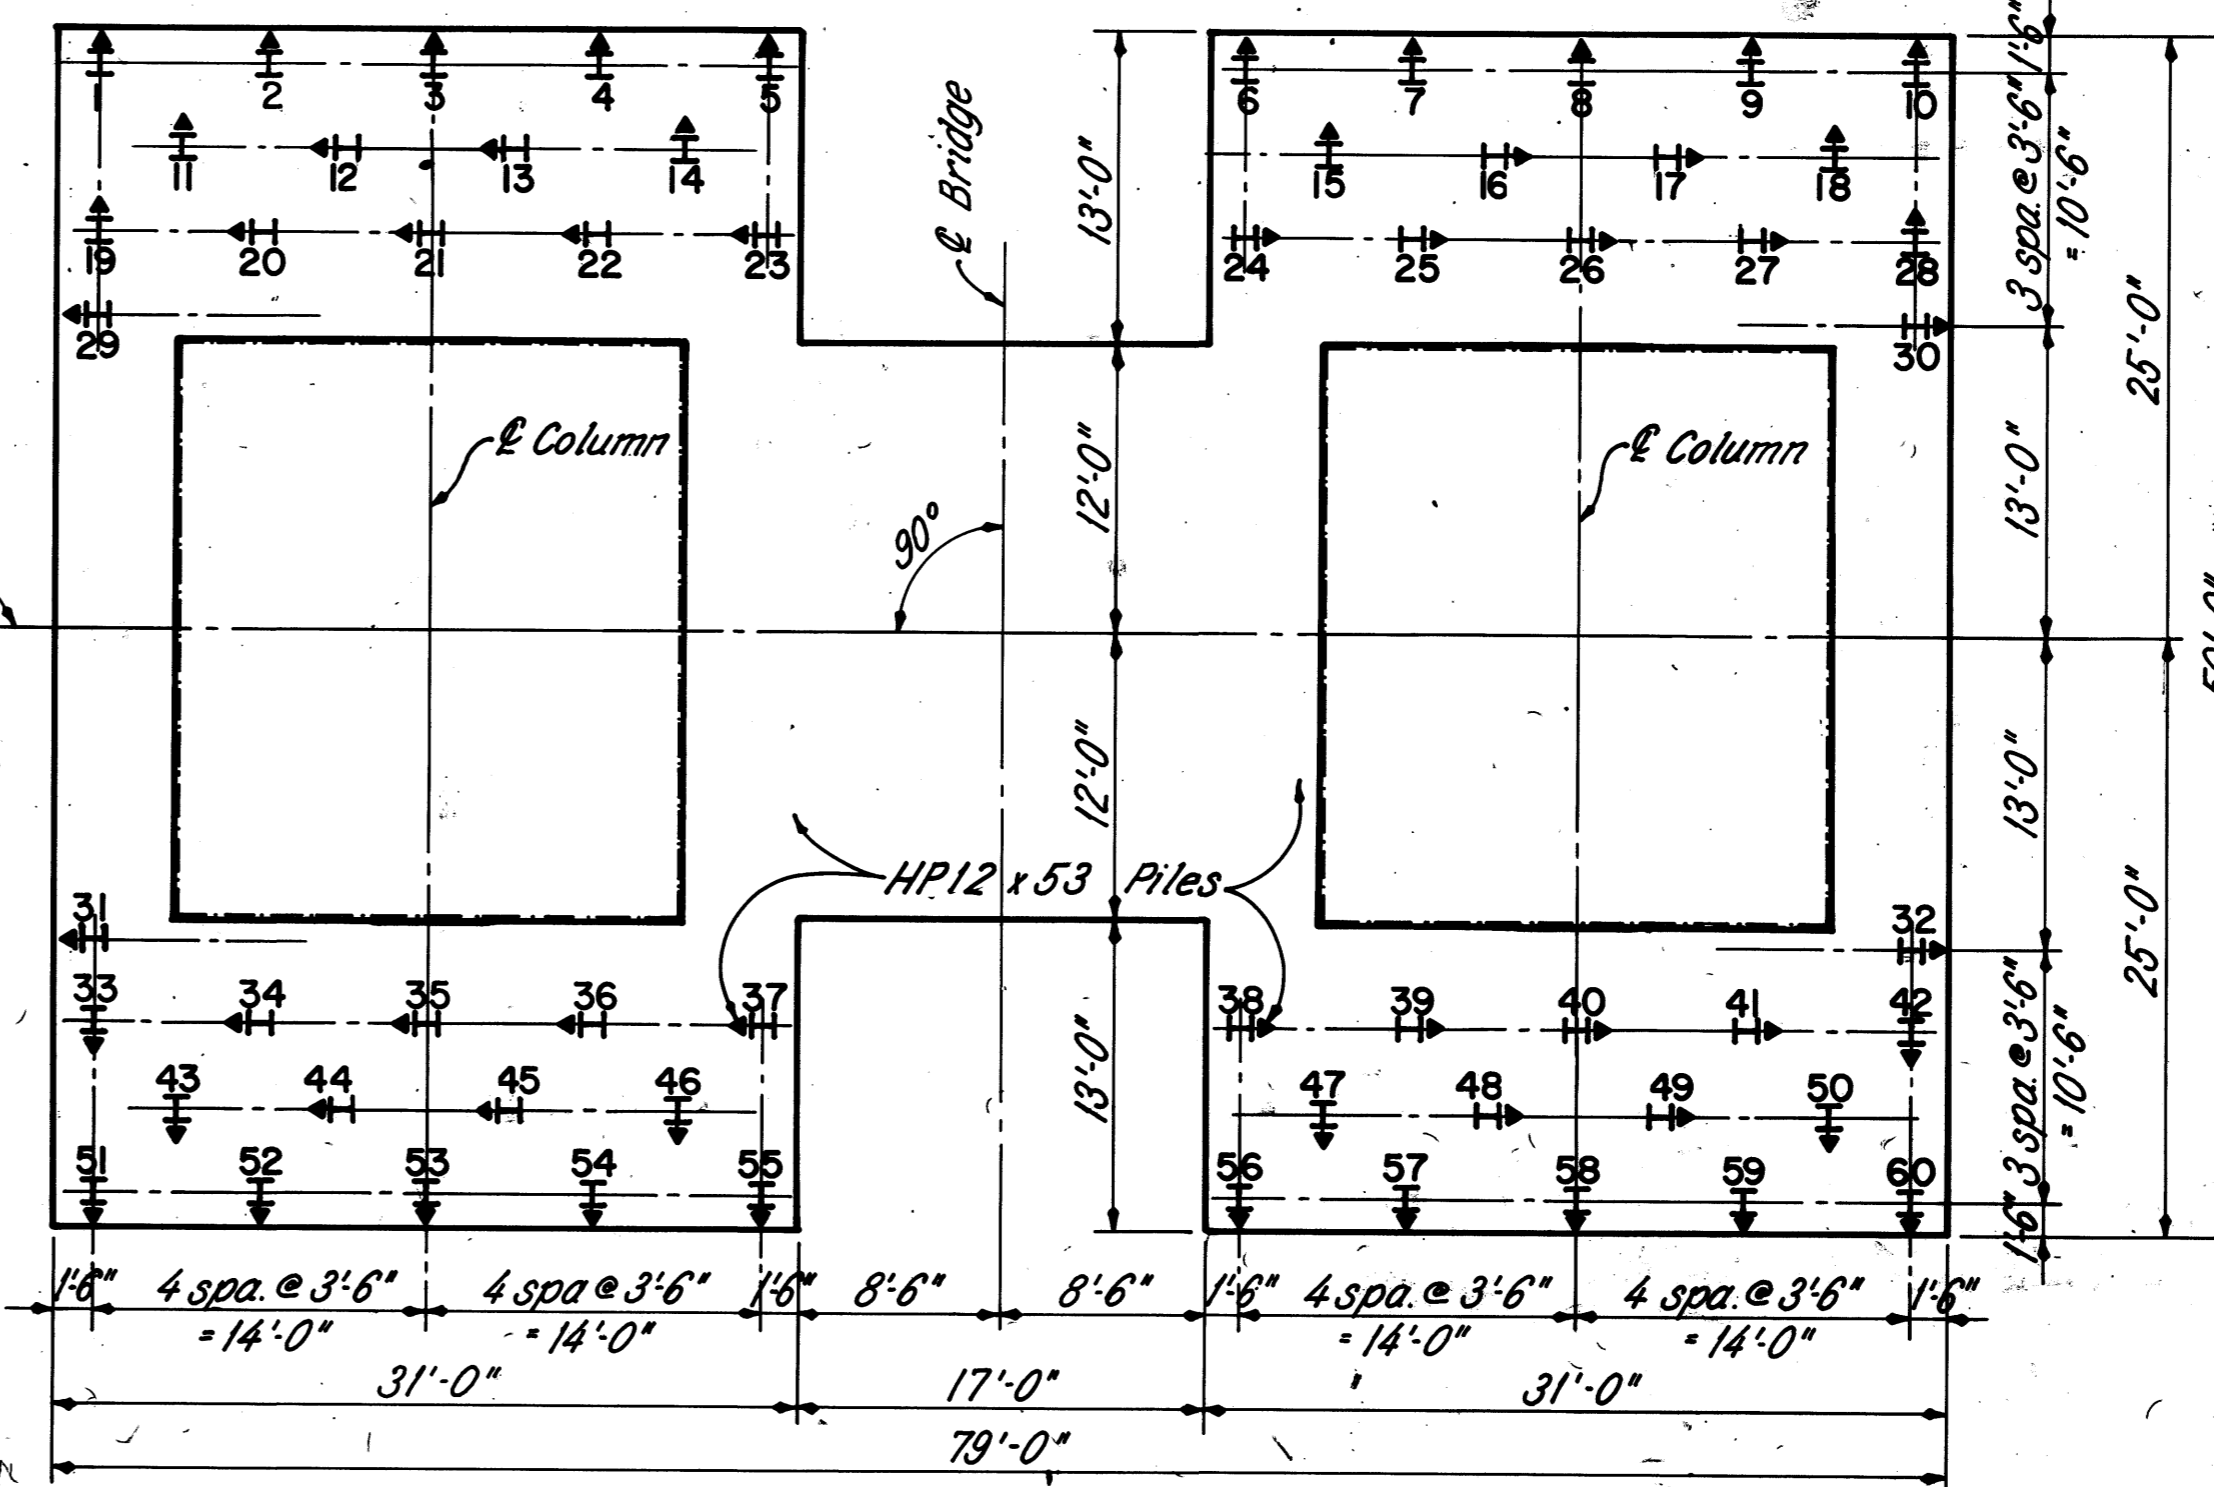 1 2 3 4 5 6 7 8 9 10
11 12 13 14 15 16 17 18
19 20 21 22 23 24 25 26 27 28
29 30
℄ Bridge
℄ Column
℄ Column
90°
HP12 x 53 Piles
31 32
33 34 35 36 37 38 39 40 41 42
43 44 45 46 47 48 49 50
51 52 53 54 55 56 57 58 59 60
13'-0"
12'-0"
12'-0"
13'-0"
1'-6"
3 spa. @ 3'-6"
= 10'-6"
13'-0"
13'-0"
3 spa. @ 3'-6"
= 10'-6"
1'-6"
25'-0"
25'-0"
1'-6" 4 spa. @ 3'-6" 4 spa @ 3'-6" 1'-6" 8'-6" 8'-6" 1'-6" 4 spa. @ 3'-6" 4 spa. @ 3'-6" 1'-6"
= 14'-0" = 14'-0" = 14'-0" = 14'-0"
31'-0" 17'-0" 31'-0"
79'-0"